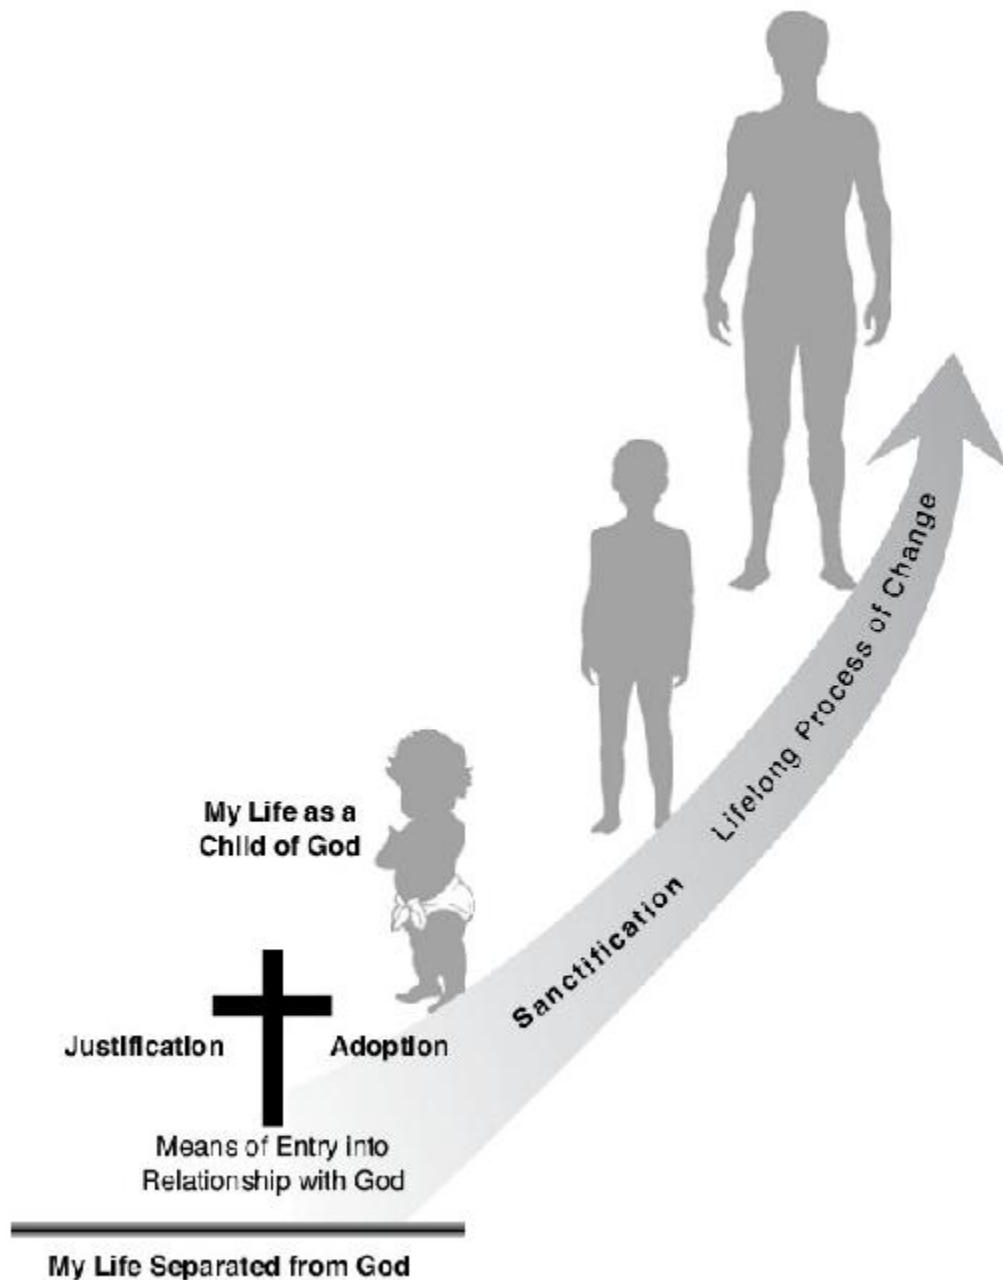 My Life as a
Child of God
Justification
Adoption
Means of Entry into
Relationship with God
Sanctification
Lifelong Process of Change
My Life Separated from God